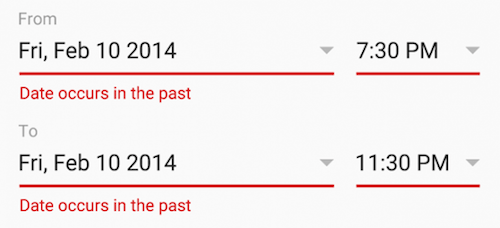 From
Fri, Feb 10 2014 7:30 PM
Date occurs in the past
To
Fri, Feb 10 2014 11:30 PM
Date occurs in the past